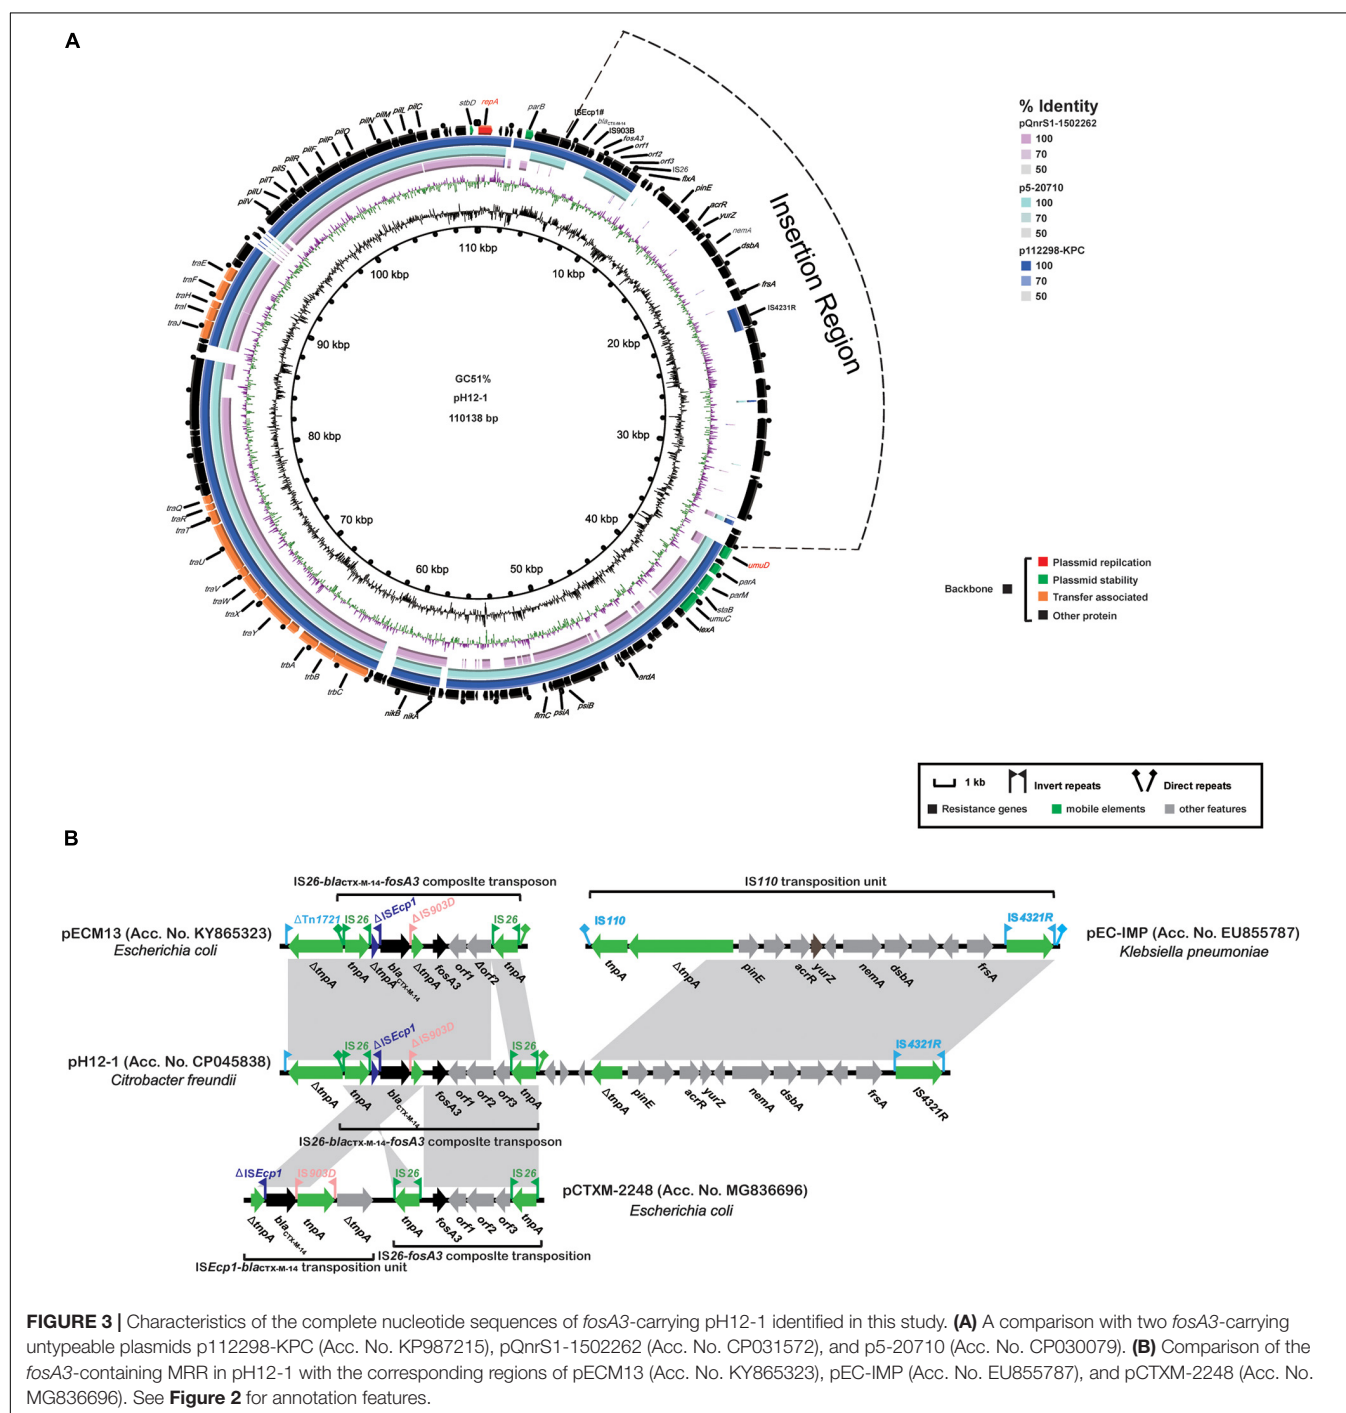 A
stbD
repA
parB
ISEcp1#
blaCTX-M-14
IS903B
fosA3
orf1
orf2
orf3
IS26
flxA
pinE
acrR
yurZ
nemA
dsbA
frsA
IS4231R
Insertion Region
umuD
parA
parM
staB
umuC
lexA
ardA
psiB
psiA
flmC
nikA
nikB
trbC
trbB
trbA
traY
traX
traW
traV
traU
traT
traR
traQ
traJ
traI
traH
traF
traE
pilV
pilU
pilT
pilS
pilR
pilP
pilO
pilN
pilM
pilL
pilC
110 kbp
10 kbp
20 kbp
30 kbp
40 kbp
50 kbp
60 kbp
70 kbp
80 kbp
90 kbp
100 kbp
GC51%
pH12-1
110138 bp
% Identity
pQnrS1-1502262
100
70
50
p5-20710
100
70
50
p112298-KPC
100
70
50
Backbone
Plasmid repilcation
Plasmid stability
Transfer associated
Other protein
1 kb
Invert repeats
Direct repeats
Resistance genes
mobile elements
other features
B
IS26-blaCTX-M-14-fosA3 composIte transposon
IS110 transposition unit
ΔTn1721
IS26
ΔISEcp1
ΔIS903D
IS26
IS110
IS4321R
pECM13 (Acc. No. KY865323)
Escherichia coli
pEC-IMP (Acc. No. EU855787)
Klebsiella pneumoniae
ΔtnpA
tnpA
ΔtnpA
blaCTX-M-14
ΔtnpA
fosA3
orf1
Δorf2
tnpA
tnpA
ΔtnpA
pinE
acrR
yurZ
nemA
dsbA
frsA
IS26
ΔISEcp1
ΔIS903D
IS26
IS4321R
pH12-1 (Acc. No. CP045838)
Citrobacter freundii
ΔtnpA
tnpA
blaCTX-M-14
fosA3
orf1
orf2
orf3
tnpA
ΔtnpA
pinE
acrR
yurZ
nemA
dsbA
frsA
IS4321R
IS26-blaCTX-M-14-fosA3 composIte transposon
ΔISEcp1
IS903D
IS26
IS26
pCTXM-2248 (Acc. No. MG836696)
Escherichia coli
ΔtnpA
blaCTX-M-14
tnpA
ΔtnpA
tnpA
fosA3
orf1
orf2
orf3
tnpA
ISEcp1-blaCTX-M-14 transposition unit
IS26-fosA3 composIte transposition
FIGURE 3 | Characteristics of the complete nucleotide sequences of fosA3-carrying pH12-1 identified in this study. (A) A comparison with two fosA3-carrying
untypeable plasmids p112298-KPC (Acc. No. KP987215), pQnrS1-1502262 (Acc. No. CP031572), and p5-20710 (Acc. No. CP030079). (B) Comparison of the
fosA3-containing MRR in pH12-1 with the corresponding regions of pECM13 (Acc. No. KY865323), pEC-IMP (Acc. No. EU855787), and pCTXM-2248 (Acc. No.
MG836696). See Figure 2 for annotation features.